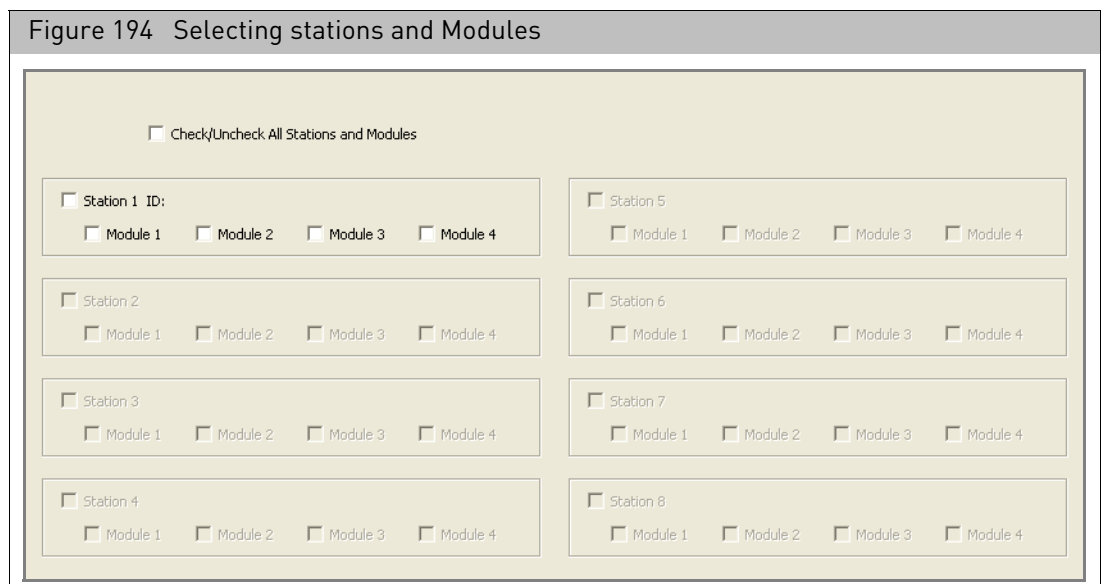 Figure 194 Selecting stations and Modules
Check/Uncheck All Stations and Modules
Station 1 ID:
Module 1 Module 2 Module 3 Module 4
Station 2
Module 1 Module 2 Module 3 Module 4
Station 3
Module 1 Module 2 Module 3 Module 4
Station 4
Module 1 Module 2 Module 3 Module 4
Station 5
Module 1 Module 2 Module 3 Module 4
Station 6
Module 1 Module 2 Module 3 Module 4
Station 7
Module 1 Module 2 Module 3 Module 4
Station 8
Module 1 Module 2 Module 3 Module 4